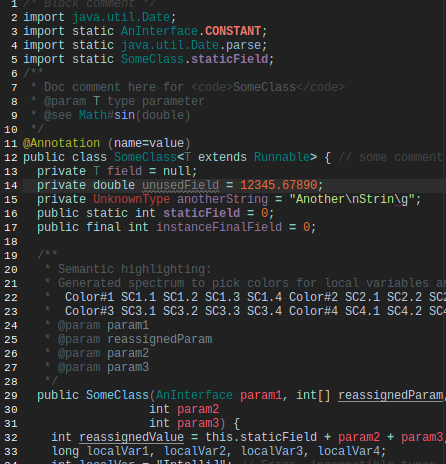 1 /* Block comment */
2 import java.util.Date;
3 import static AnInterface.CONSTANT;
4 import static java.util.Date.parse;
5 import static SomeClass.staticField;
6 /**
7  * Doc comment here for <code>SomeClass</code>
8  * @param T type parameter
9  * @see Math#sin(double)
10  */
11 @Annotation (name=value)
12 public class SomeClass<T extends Runnable> { // some comment
13   private T field = null;
14   private double unusedField = 12345.67890;
15   private UnknownType anotherString = "Another\nStrin\g";
16   public static int staticField = 0;
17   public final int instanceFinalField = 0;
18
19   /**
20    * Semantic highlighting:
21    * Generated spectrum to pick colors for local variables an
22    *  Color#1 SC1.1 SC1.2 SC1.3 SC1.4 Color#2 SC2.1 SC2.2 SC2
23    *  Color#3 SC3.1 SC3.2 SC3.3 SC3.4 Color#4 SC4.1 SC4.2 SC4
24    * @param param1
25    * @param reassignedParam
26    * @param param2
27    * @param param3
28    */
29   public SomeClass(AnInterface param1, int[] reassignedParam,
30                   int param2
31                   int param3) {
32     int reassignedValue = this.staticField + param2 + param3,
33     long localVar1, localVar2, localVar3, localVar4;
34     int localVar = "IntelliJ"; // Error, incompatible types